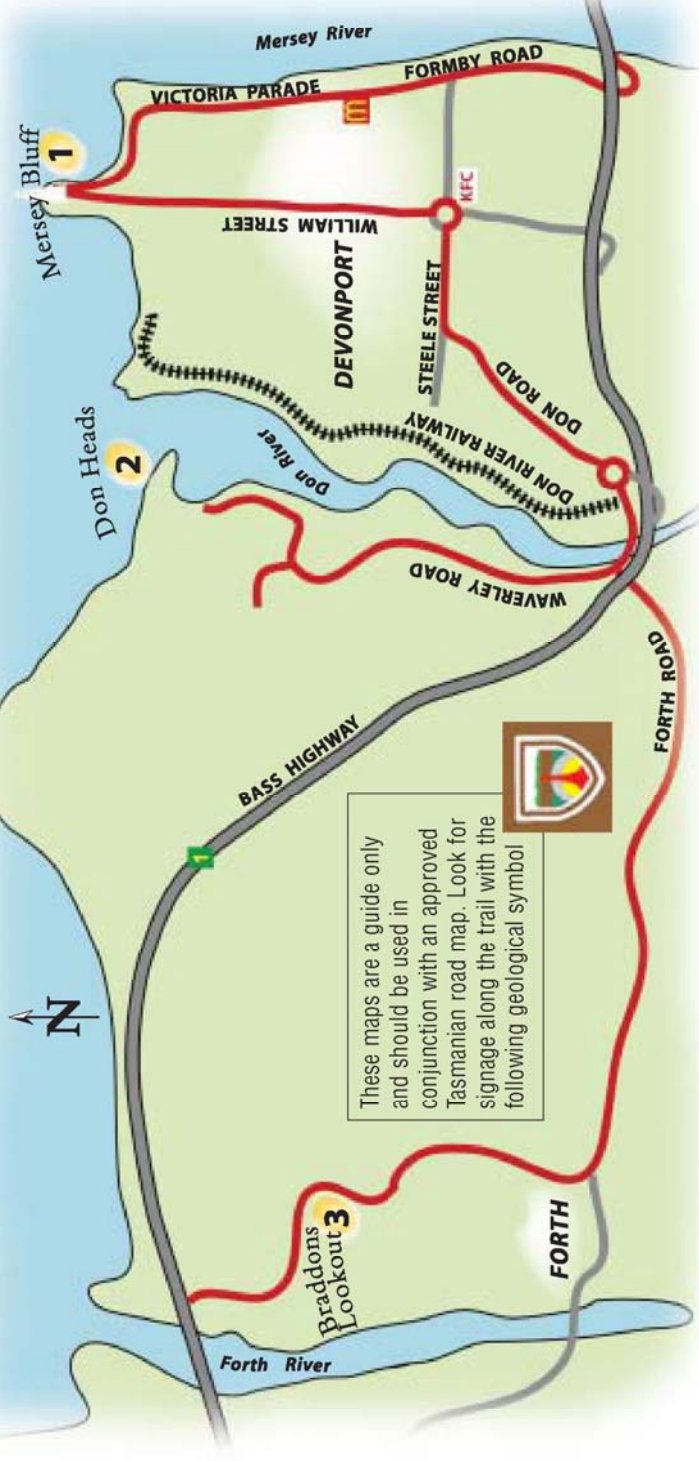 Mersey River
Mersey Bluff
1
VICTORIA PARADE
FORMBY ROAD
M
WILLIAM STREET
KFC
DEVONPORT
STEELE STREET
DON ROAD
DON RIVER RAILWAY
Don River
Don Heads
2
WAVERLEY ROAD
FORTH ROAD
BASS HIGHWAY
1
N
These maps are a guide only
and should be used in
conjunction with an approved
Tasmanian road map. Look for
signage along the trail with the
following geological symbol
Braddons
Lookout
3
FORTH
Forth River